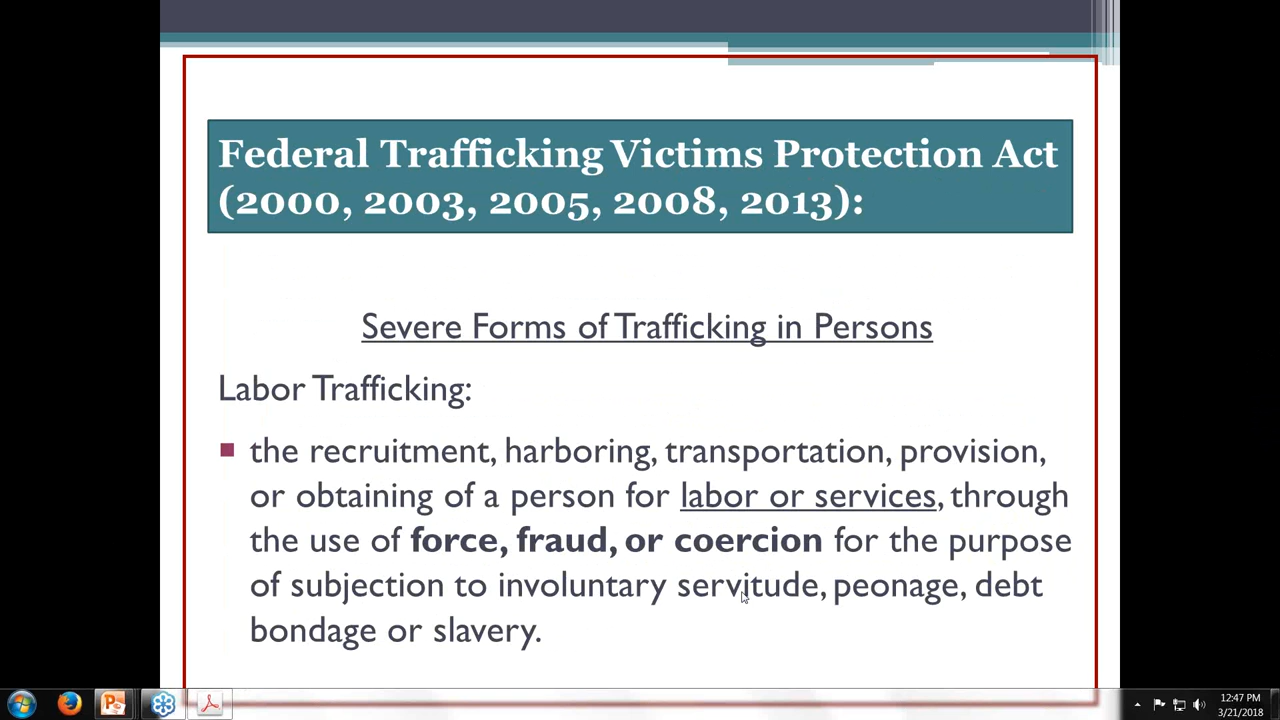 Federal Trafficking Victims Protection Act
(2000, 2003, 2005, 2008, 2013):
Severe Forms of Trafficking in Persons
Labor Trafficking:
the recruitment, harboring, transportation, provision,
or obtaining of a person for labor or services, through
the use of force, fraud, or coercion for the purpose
of subjection to involuntary servitude, peonage, debt
bondage or slavery.
12:47 PM
3/21/2018